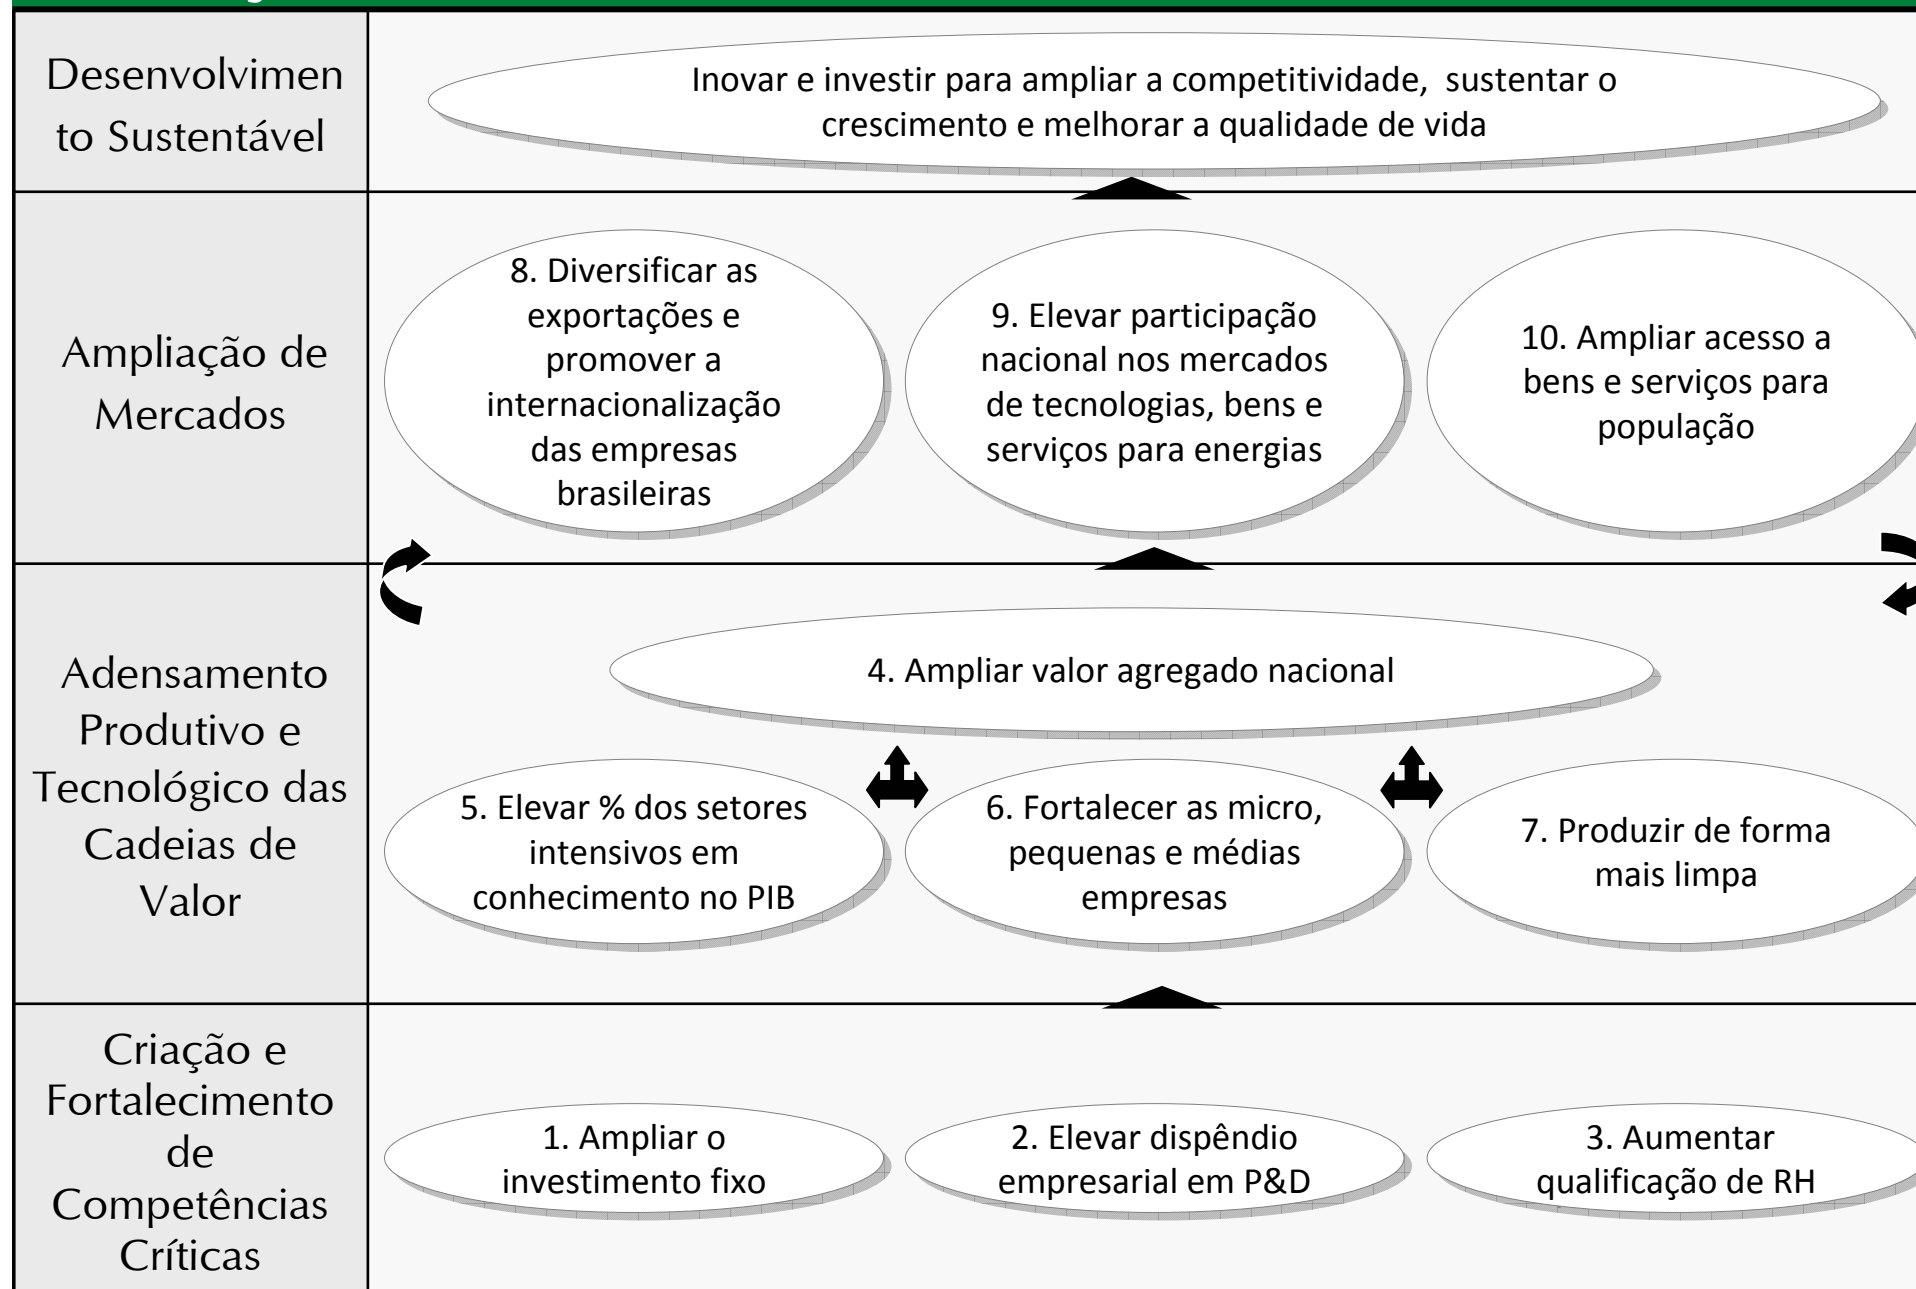 Desenvolvimen
to Sustentável
Inovar e investir para ampliar a competitividade, sustentar o
crescimento e melhorar a qualidade de vida
Ampliação de
Mercados
8. Diversificar as
exportações e
promover a
internacionalização
das empresas
brasileiras
9. Elevar participação
nacional nos mercados
de tecnologias, bens e
serviços para energias
10. Ampliar acesso a
bens e serviços para
população
Adensamento
Produtivo e
Tecnológico das
Cadeias de
Valor
4. Ampliar valor agregado nacional
5. Elevar % dos setores
intensivos em
conhecimento no PIB
6. Fortalecer as micro,
pequenas e médias
empresas
7. Produzir de forma
mais limpa
Criação e
Fortalecimento
de
Competências
Críticas
1. Ampliar o
investimento fixo
2. Elevar dispêndio
empresarial em P&D
3. Aumentar
qualificação de RH